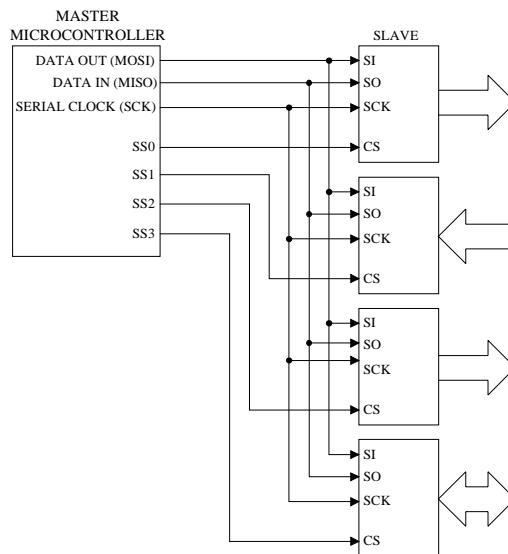 MASTER
MICROCONTROLLER
DATA OUT (MOSI)
DATA IN (MISO)
SERIAL CLOCK (SCK)
SS0
SS1
SS2
SS3
SLAVE
SI
SO
SCK
CS
SI
SO
SCK
CS
SI
SO
SCK
CS
SI
SO
SCK
CS